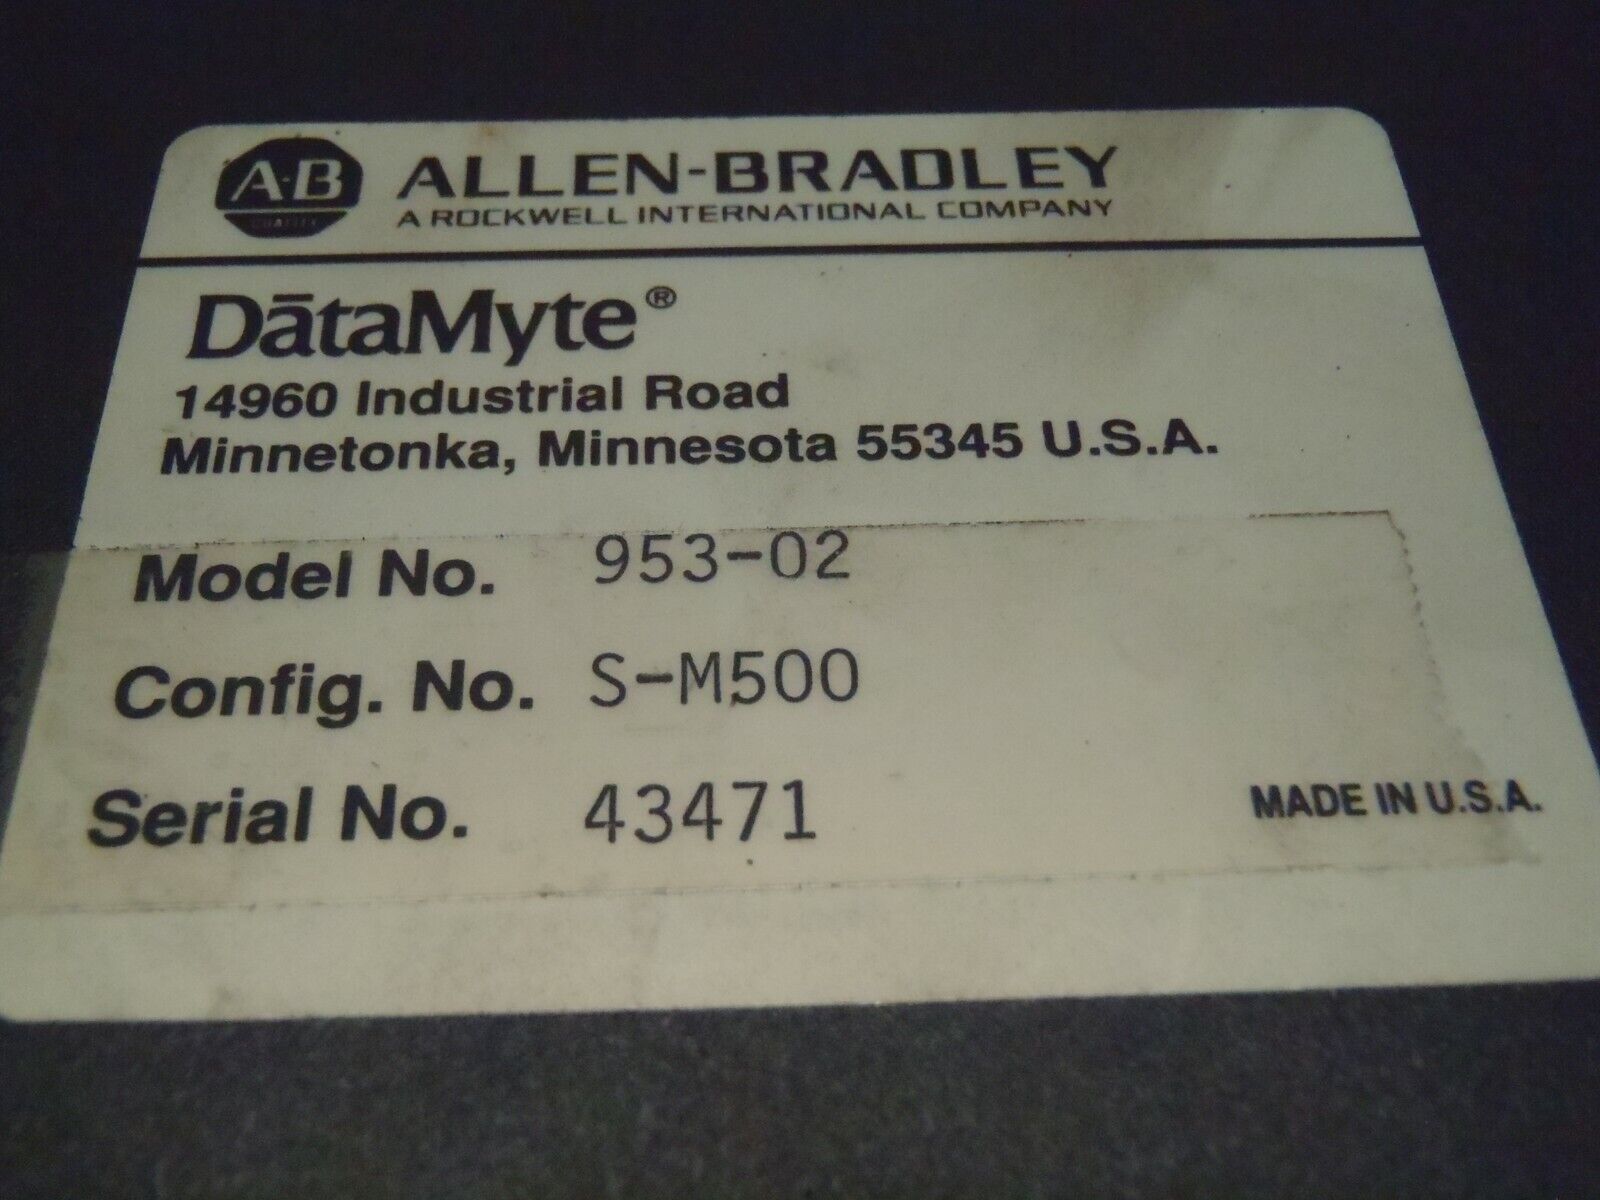 A-B
QUALITY
ALLEN-BRADLEY
A ROCKWELL INTERNATIONAL COMPANY
DātaMyte®
14960 Industrial Road
Minnetonka, Minnesota 55345 U.S.A.
Model No. 953-02
Config. No. S-M500
Serial No. 43471
MADE IN U.S.A.